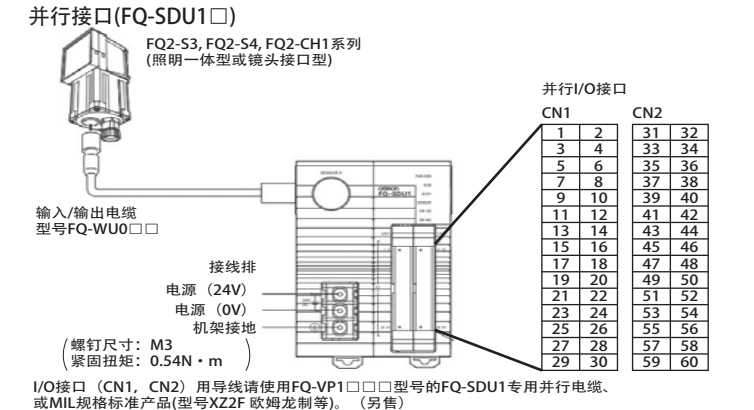 并行接口(FQ-SDU1□)
FQ2-S3, FQ2-S4, FQ2-CH1系列
(照明一体型或镜头接口型)
输入/输出电缆
型号FQ-WU0□□
omron
FQ-SDU1
接线排
电源（24V）
电源（0V）
机架接地
(螺钉尺寸：M3
紧固扭矩：0.54N・m)
并行I/O接口
CN1 CN2
1 2 31 32
3 4 33 34
5 6 35 36
7 8 37 38
9 10 39 40
11 12 41 42
13 14 43 44
15 16 45 46
17 18 47 48
19 20 49 50
21 22 51 52
23 24 53 54
25 26 55 56
27 28 57 58
29 30 59 60
I/O接口（CN1，CN2）用导线请使用FQ-VP1□□□型号的FQ-SDU1专用并行电缆、
或MIL规格标准产品(型号XZ2F 欧姆龙制等)。（另售）